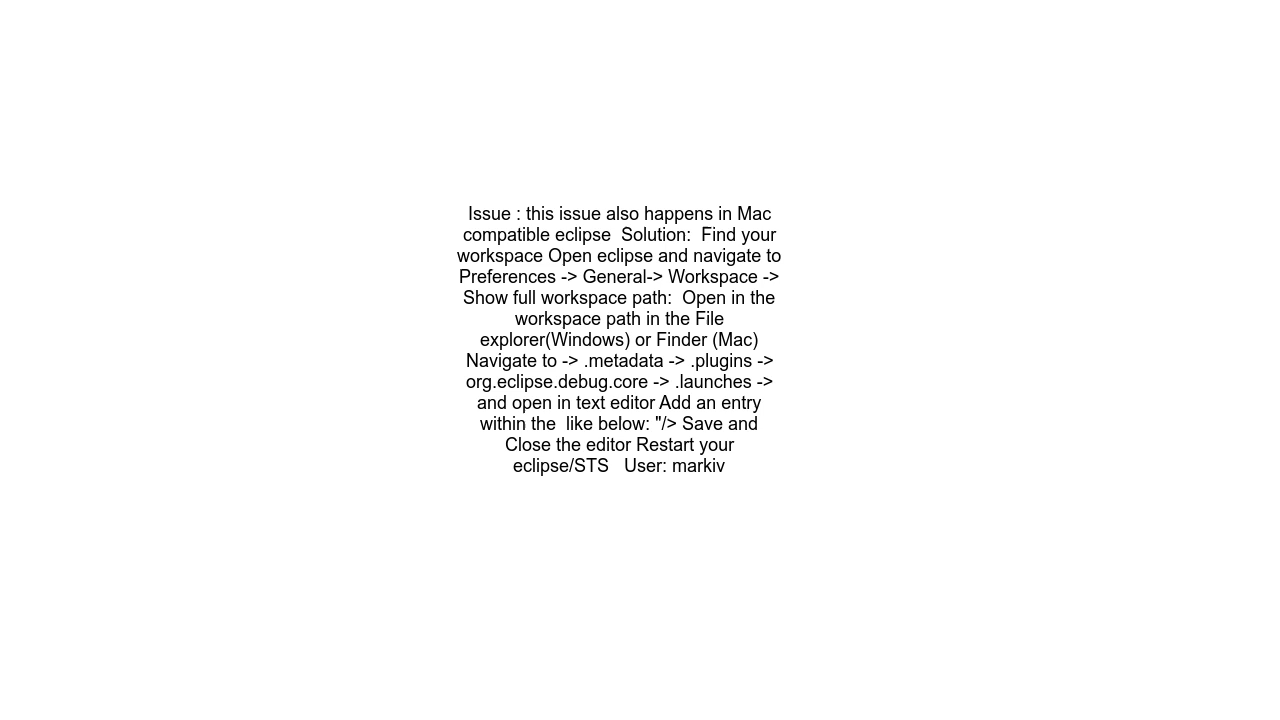 Issue : this issue also happens in Mac
compatible eclipse  Solution:  Find your
workspace Open eclipse and navigate to
Preferences -> General-> Workspace ->
Show full workspace path:  Open in the
workspace path in the File
explorer(Windows) or Finder (Mac)
Navigate to -> .metadata -> .plugins ->
org.eclipse.debug.core -> .launches ->
and open in text editor Add an entry
within the  like below: "/> Save and
Close the editor Restart your
eclipse/STS   User: markiv